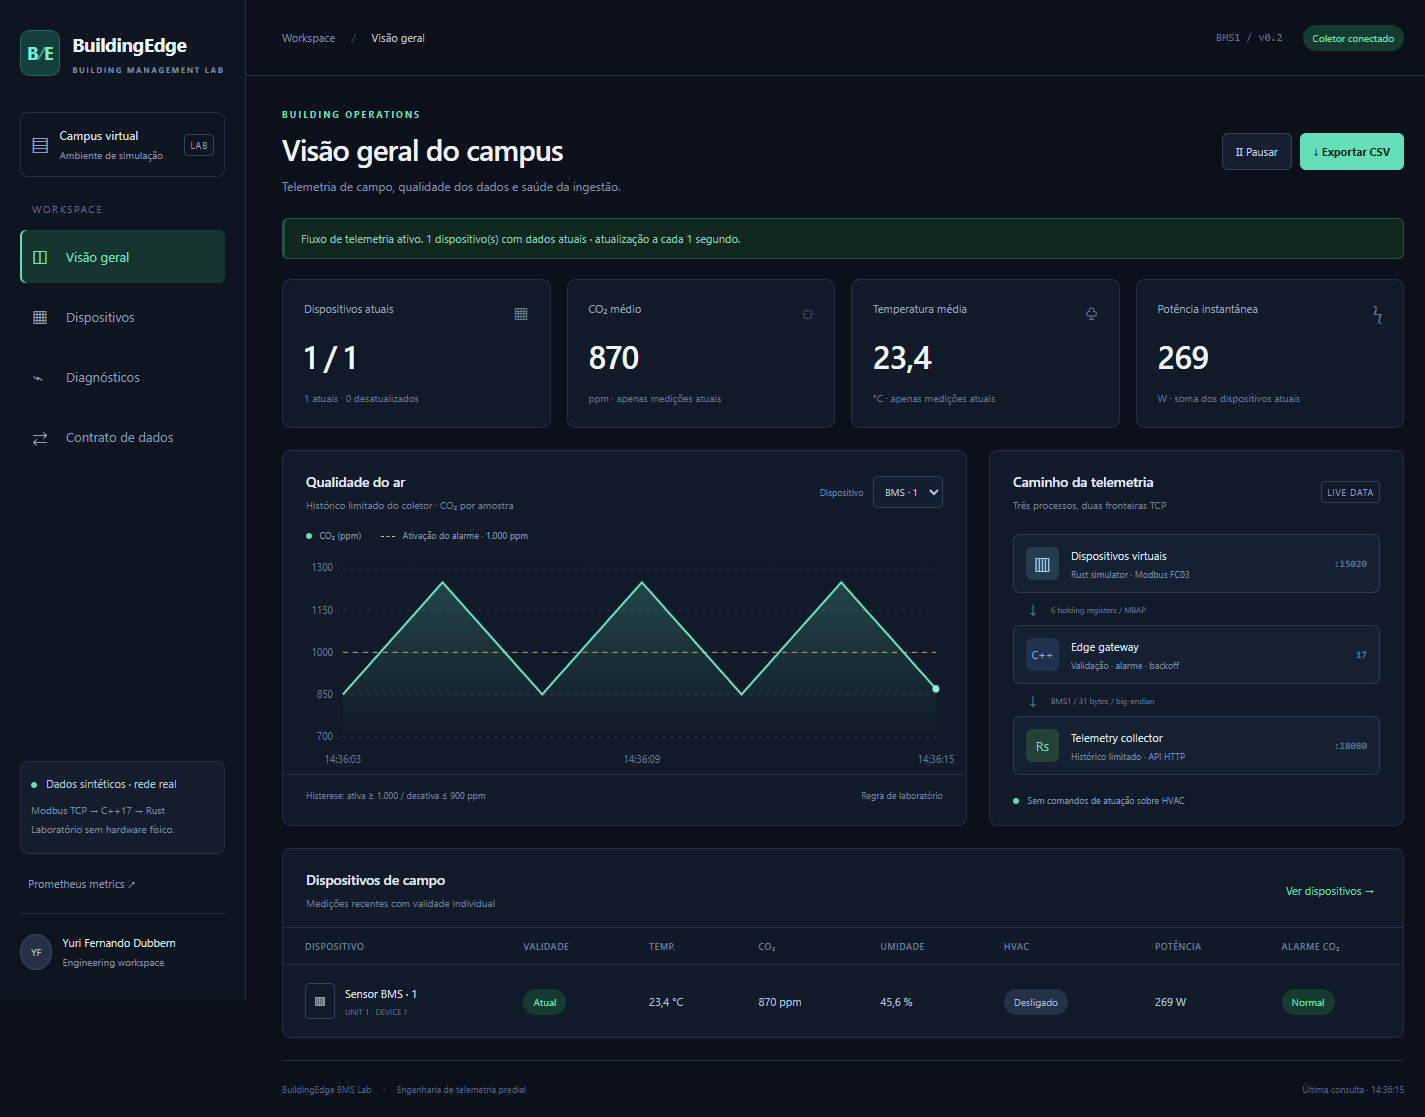 B/E
BuildingEdge
BUILDING MANAGEMENT LAB
Campus virtual
Ambiente de simulação
LAB
WORKSPACE
Visão geral
Dispositivos
Diagnósticos
Contrato de dados
Dados sintéticos · rede real
Modbus TCP → C++17 → Rust
Laboratório sem hardware físico.
Prometheus metrics ↗
YF
Yuri Fernando Dubbern
Engineering workspace
Workspace / Visão geral
BMS1 / v0.2
Coletor conectado
BUILDING OPERATIONS
Visão geral do campus
Telemetria de campo, qualidade dos dados e saúde da ingestão.
II Pausar
↓ Exportar CSV
Fluxo de telemetria ativo. 1 dispositivo(s) com dados atuais · atualização a cada 1 segundo.
Dispositivos atuais
1 / 1
1 atuais · 0 desatualizados
CO₂ médio
870
ppm · apenas medições atuais
Temperatura média
23,4
°C · apenas medições atuais
Potência instantânea
269
W · soma dos dispositivos atuais
Qualidade do ar
Histórico limitado do coletor · CO₂ por amostra
Dispositivo
BMS · 1
CO₂ (ppm)
Ativação do alarme · 1.000 ppm
1300
1150
1000
850
700
14:36:03
14:36:09
14:36:15
Histerese: ativa ≥ 1.000 / desativa ≤ 900 ppm
Regra de laboratório
Caminho da telemetria
Três processos, duas fronteiras TCP
LIVE DATA
Dispositivos virtuais
Rust simulator · Modbus FC03
:15020
↓ 6 holding registers / MBAP
C++
Edge gateway
Validação · alarme · backoff
17
↓ BMS1 / 31 bytes / big-endian
Rs
Telemetry collector
Histórico limitado · API HTTP
:18080
Sem comandos de atuação sobre HVAC
Dispositivos de campo
Medições recentes com validade individual
Ver dispositivos →
DISPOSITIVO VALIDADE TEMP. CO₂ UMIDADE HVAC POTÊNCIA ALARME CO₂
Sensor BMS · 1
UNIT 1 · DEVICE 1
Atual
23,4 °C
870 ppm
45,6 %
Desligado
269 W
Normal
BuildingEdge BMS Lab · Engenharia de telemetria predial
Última consulta · 14:36:15